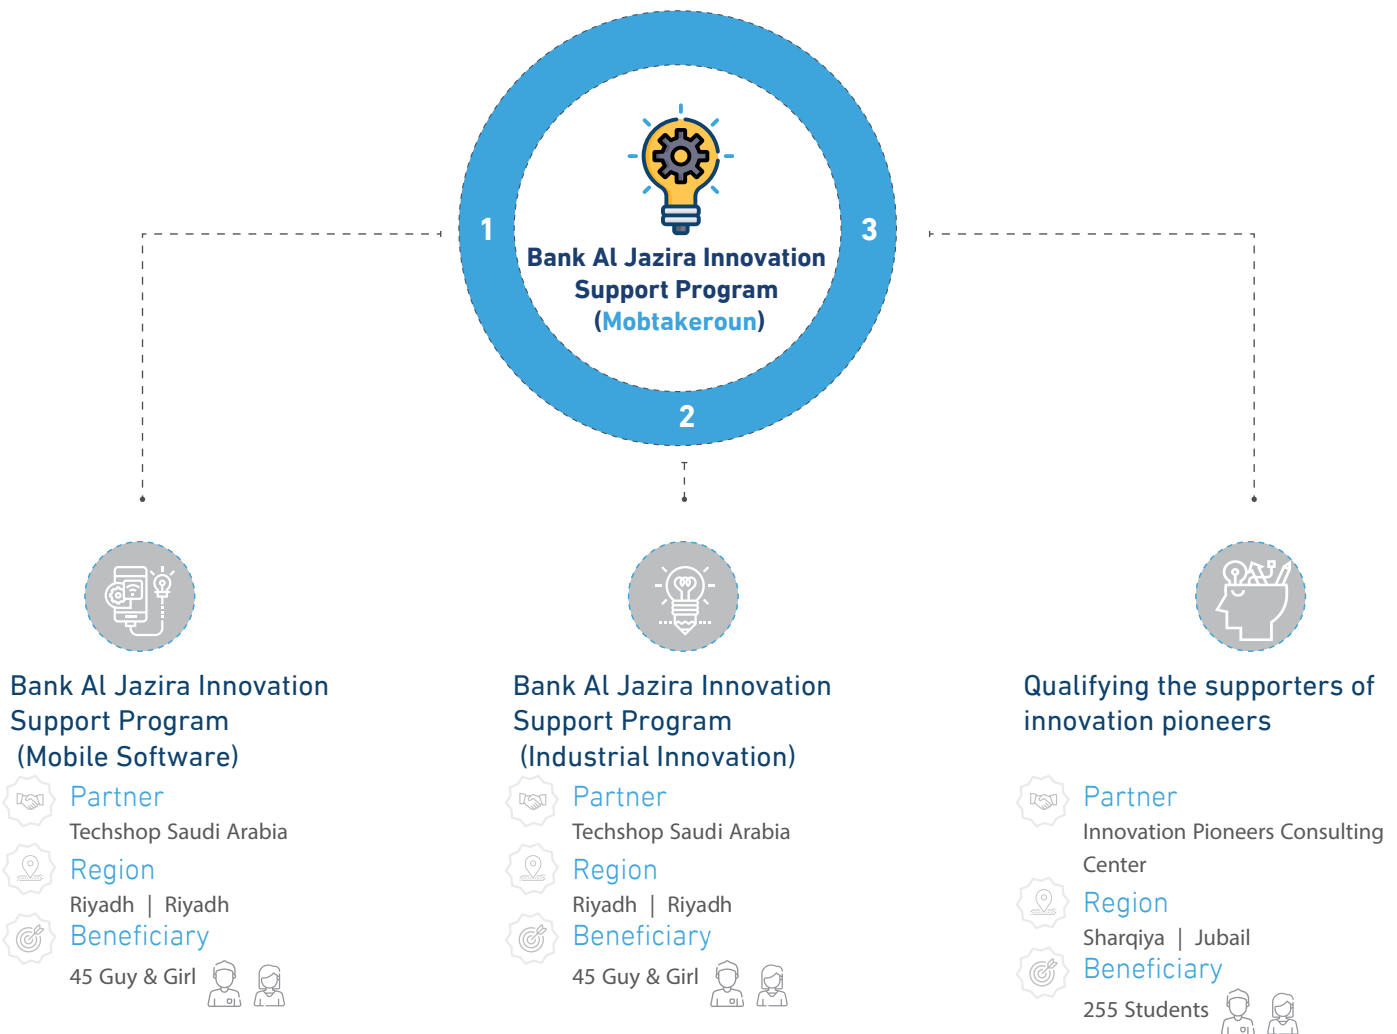 1
3
Bank Al Jazira Innovation
Support Program
(Mobtakeroun)
2
Bank Al Jazira Innovation
Support Program
(Mobile Software)
Partner
Techshop Saudi Arabia
Region
Riyadh | Riyadh
Beneficiary
45 Guy & Girl
Bank Al Jazira Innovation
Support Program
(Industrial Innovation)
Partner
Techshop Saudi Arabia
Region
Riyadh | Riyadh
Beneficiary
45 Guy & Girl
Qualifying the supporters of
innovation pioneers
Partner
Innovation Pioneers Consulting
Center
Region
Sharqiya | Jubail
Beneficiary
255 Students